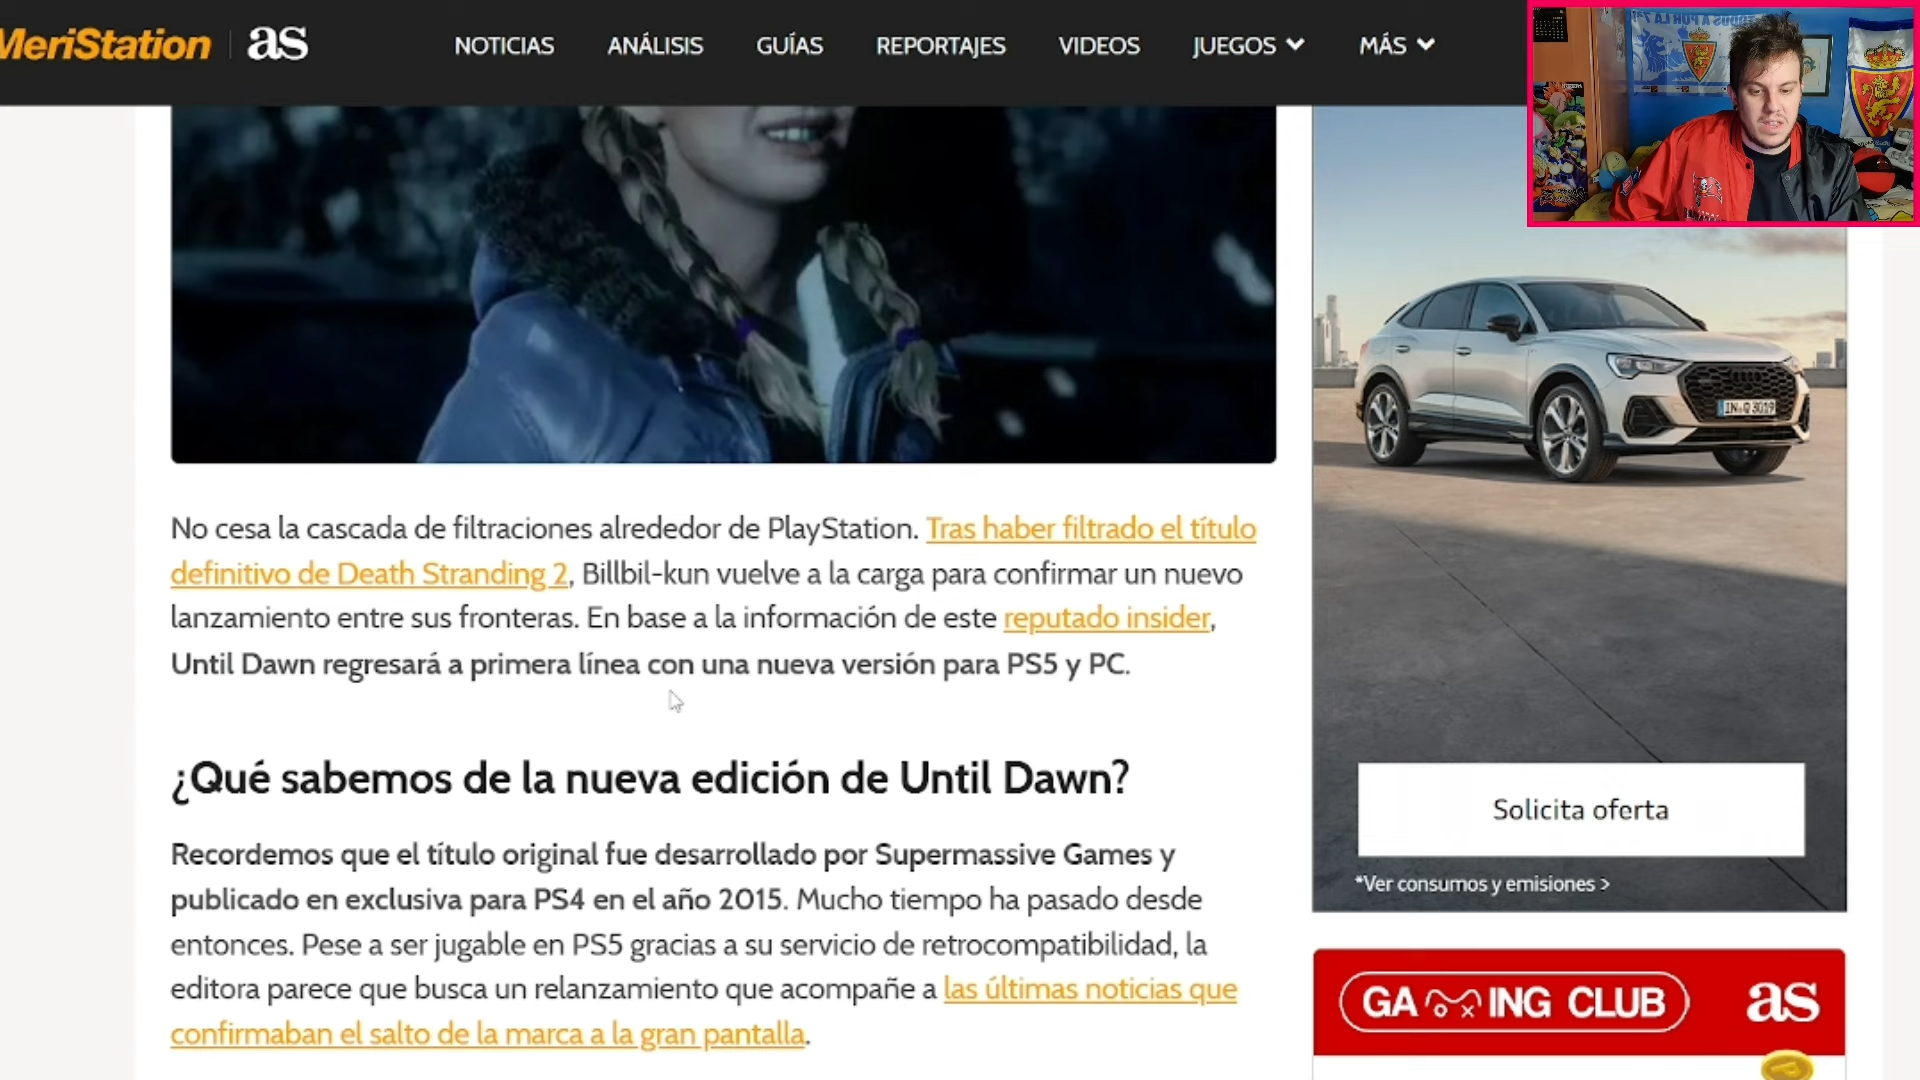 MeriStation as NOTICIAS ANÁLISIS GUÍAS REPORTAJES VIDEOS JUEGOS MÁS
No cesa la cascada de filtraciones alrededor de PlayStation. Tras haber filtrado el título
definitivo de Death Stranding 2, Billbil-kun vuelve a la carga para confirmar un nuevo
lanzamiento entre sus fronteras. En base a la información de este reputado insider,
Until Dawn regresará a primera línea con una nueva versión para PS5 y PC.
¿Qué sabemos de la nueva edición de Until Dawn?
Recordemos que el título original fue desarrollado por Supermassive Games y
publicado en exclusiva para PS4 en el año 2015. Mucho tiempo ha pasado desde
entonces. Pese a ser jugable en PS5 gracias a su servicio de retrocompatibilidad, la
editora parece que busca un relanzamiento que acompañe a las últimas noticias que
confirmaban el salto de la marca a la gran pantalla.
IN·Q 3019
Solicita oferta
*Ver consumos y emisiones >
GAMING CLUB as